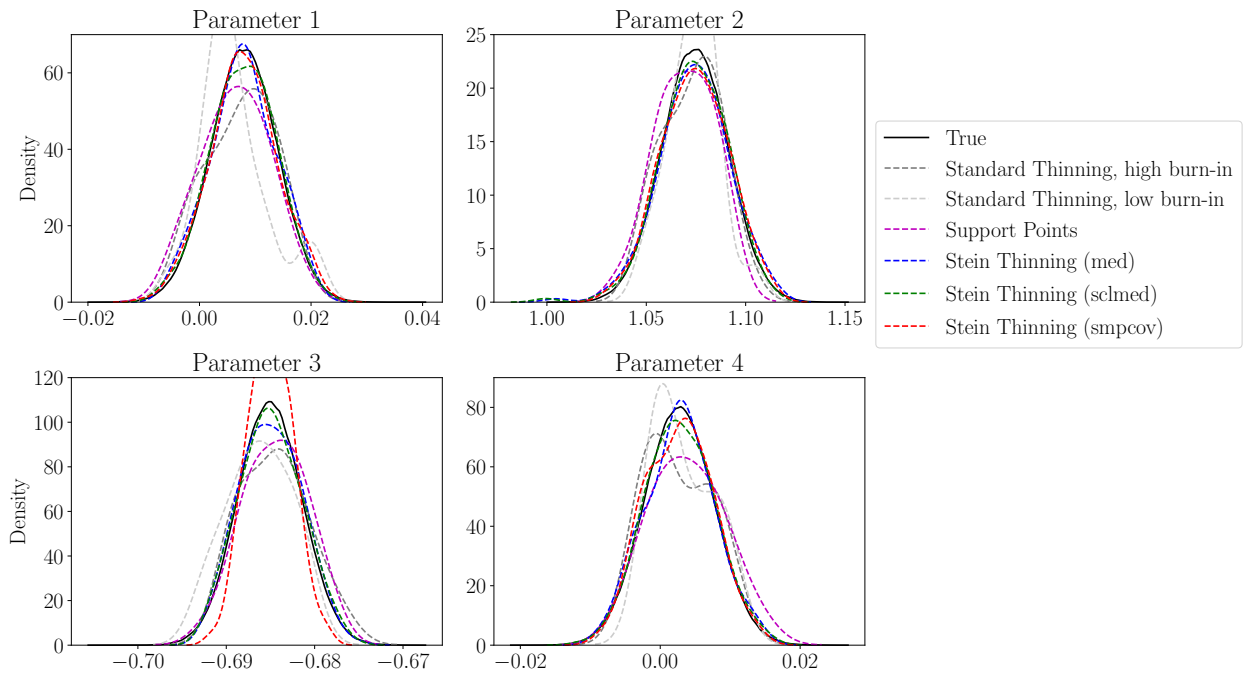 Parameter 1
Parameter 2
Density
0
20
40
60
−0.02
0.00
0.02
0.04
0
5
10
15
20
25
1.00
1.05
1.10
1.15
True
Standard Thinning, high burn-in
Standard Thinning, low burn-in
Support Points
Stein Thinning (med)
Stein Thinning (sclmed)
Stein Thinning (smpcov)
Parameter 3
Parameter 4
Density
0
20
40
60
80
100
120
−0.70
−0.69
−0.68
−0.67
0
20
40
60
80
−0.02
0.00
0.02